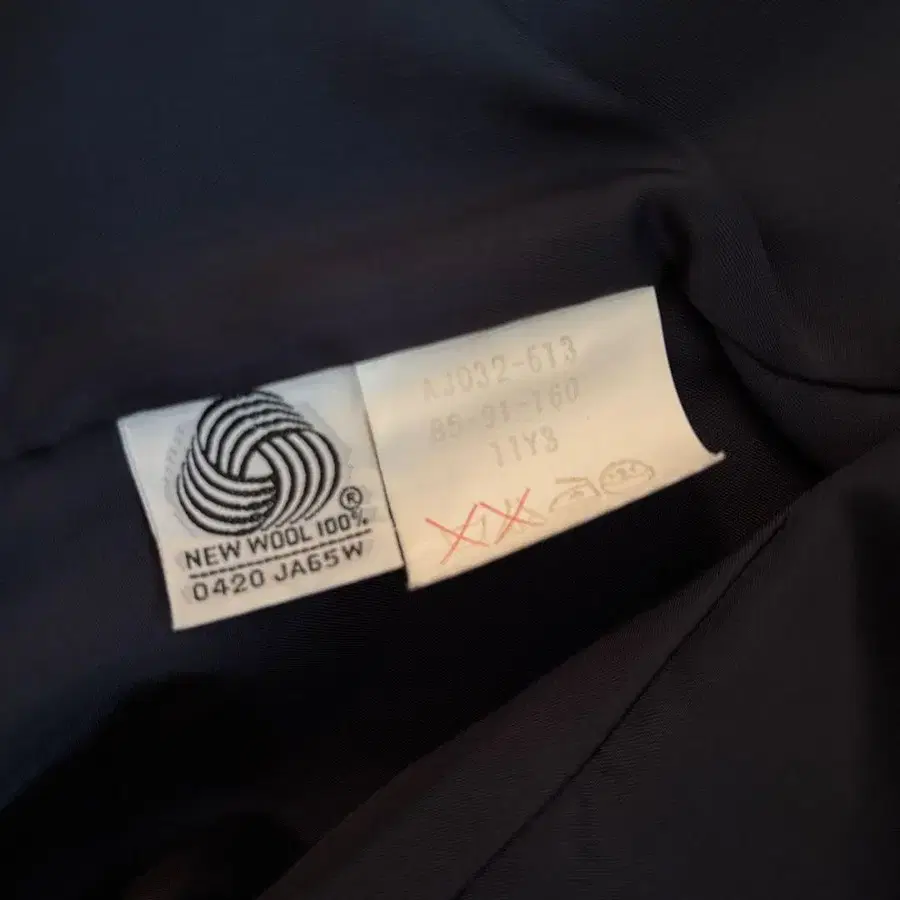 ®
NEW WOOL 100%
0420 JA65W
AJ032-613
85-91-160
11Y3